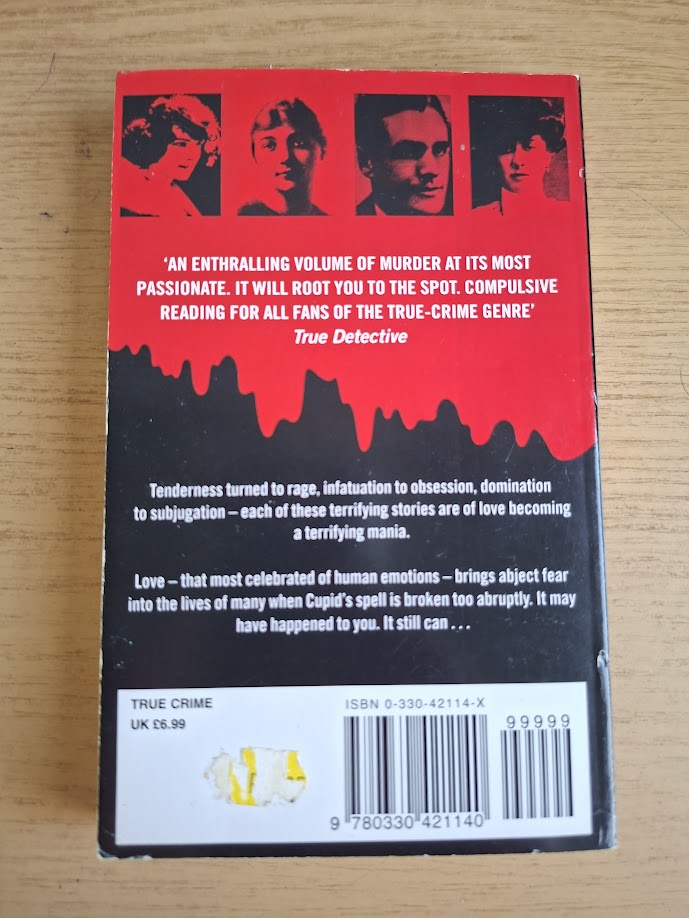 ‘AN ENTHRALLING VOLUME OF MURDER AT ITS MOST
PASSIONATE. IT WILL ROOT YOU TO THE SPOT. COMPULSIVE
READING FOR ALL FANS OF THE TRUE-CRIME GENRE’
True Detective
Tenderness turned to rage, infatuation to obsession, domination
to subjugation – each of these terrifying stories are of love becoming
a terrifying mania.
Love – that most celebrated of human emotions – brings abject fear
into the lives of many when Cupid’s spell is broken too abruptly. It may
have happened to you. It still can . . .
TRUE CRIME
UK £6.99
ISBN 0-330-42114-X
99999
9 780330 421140